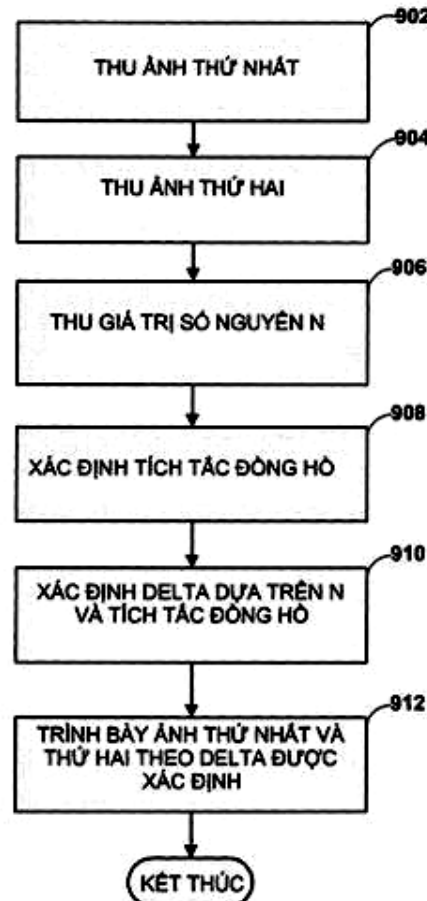 902
THU ẢNH THỨ NHẤT
904
THU ẢNH THỨ HAI
906
THU GIÁ TRỊ SỐ NGUYÊN N
908
XÁC ĐỊNH TÍCH TẮC ĐỒNG HỒ
910
XÁC ĐỊNH DELTA DỰA TRÊN N
VÀ TÍCH TẮC ĐỒNG HỒ
912
TRÌNH BÀY ẢNH THỨ NHẤT VÀ
THỨ HAI THEO DELTA ĐƯỢC
XÁC ĐỊNH
KẾT THÚC